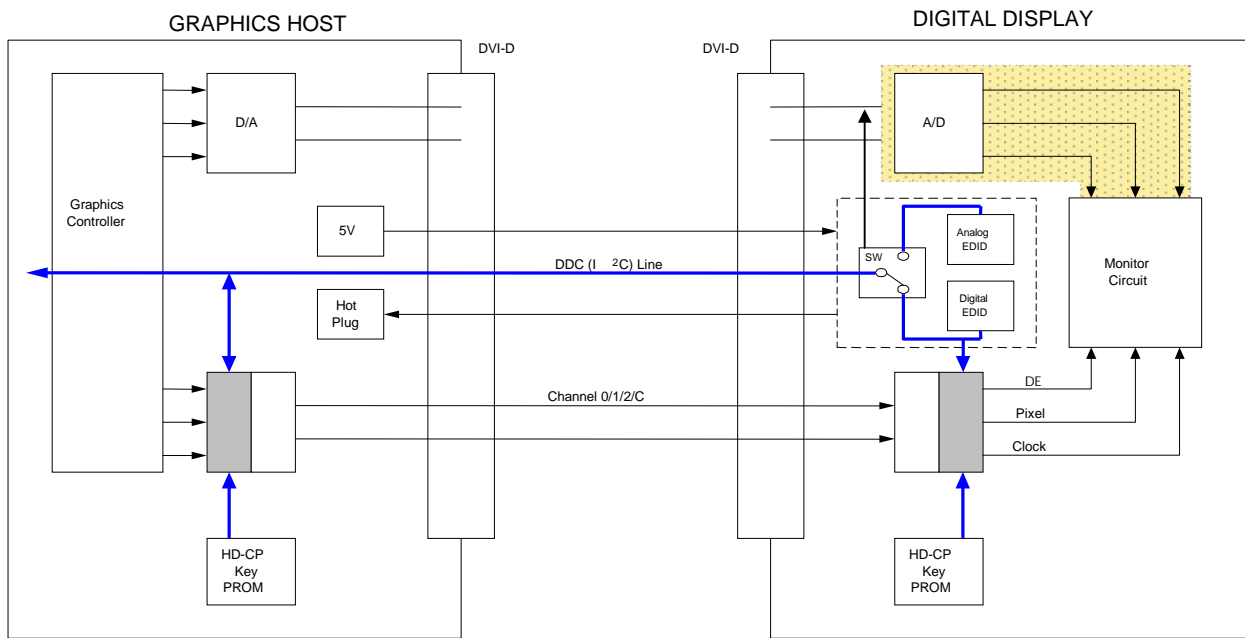 GRAPHICS HOST
DIGITAL DISPLAY
DVI-D
DVI-D
D/A
A/D
Graphics
Controller
5V
Analog
EDID
SW
DDC (I 2C) Line
Monitor
Circuit
Hot
Plug
Digital
EDID
DE
Channel 0/1/2/C
Pixel
Clock
HD-CP
Key
PROM
HD-CP
Key
PROM